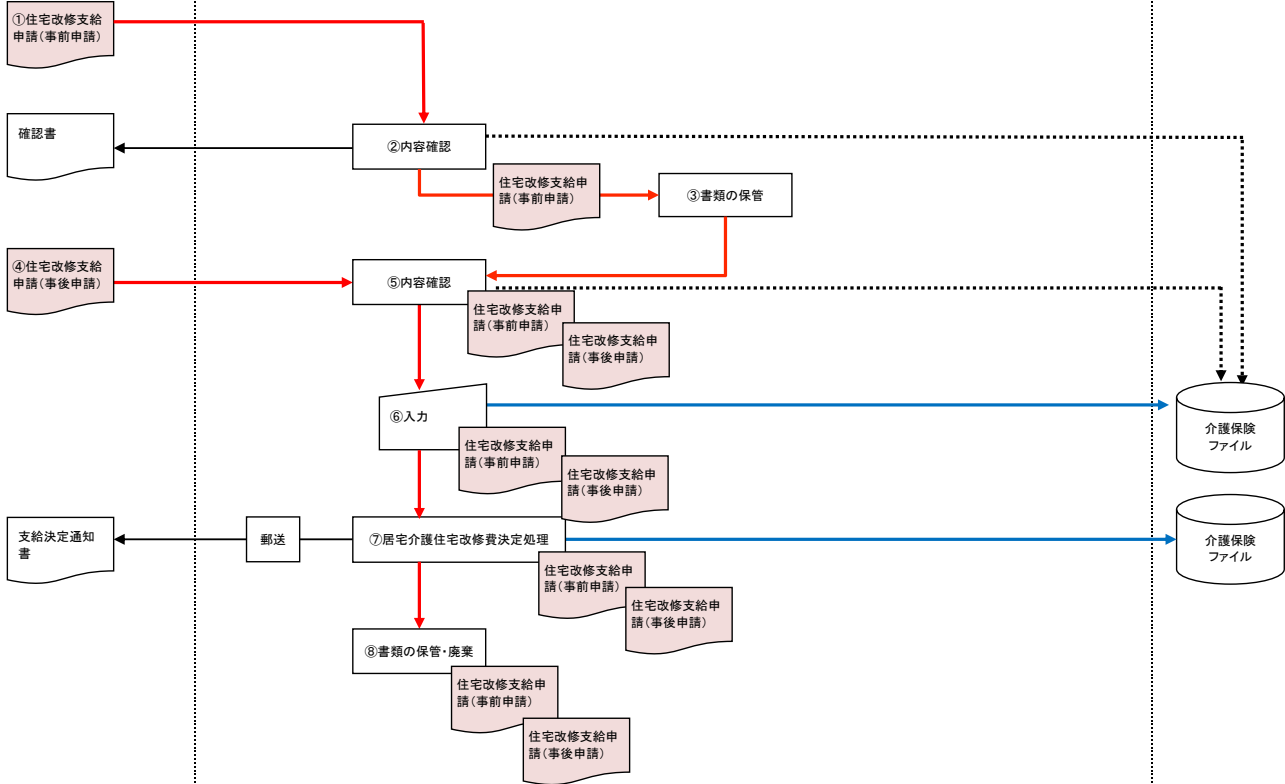 ①住宅改修支給
申請(事前申請)
確認書
②内容確認
住宅改修支給申
請(事前申請)
③書類の保管
④住宅改修支給
申請(事後申請)
⑤内容確認
住宅改修支給申
請(事前申請)
住宅改修支給申
請(事後申請)
⑥入力
住宅改修支給申
請(事前申請)
住宅改修支給申
請(事後申請)
介護保険
ファイル
支給決定通知
書
郵送
⑦居宅介護住宅改修費決定処理
住宅改修支給申
請(事前申請)
住宅改修支給申
請(事後申請)
介護保険
ファイル
⑧書類の保管・廃棄
住宅改修支給申
請(事前申請)
住宅改修支給申
請(事後申請)